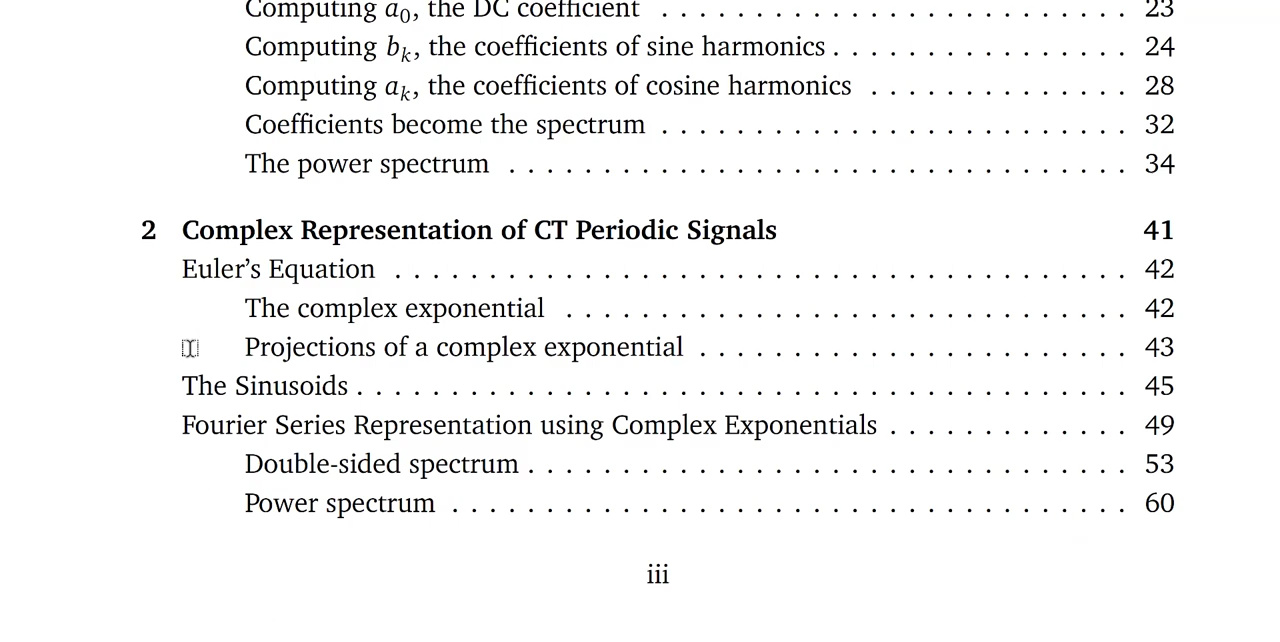 Computing a₀, the DC coefficient . . . . . . . . . . . . . . . . . . . . . . . . . 23
Computing bₖ, the coefficients of sine harmonics . . . . . . . . . . . . . . . . 24
Computing aₖ, the coefficients of cosine harmonics . . . . . . . . . . . . . . 28
Coefficients become the spectrum . . . . . . . . . . . . . . . . . . . . . . . . . 32
The power spectrum . . . . . . . . . . . . . . . . . . . . . . . . . . . . . . . . . 34
2 Complex Representation of CT Periodic Signals 41
Euler’s Equation . . . . . . . . . . . . . . . . . . . . . . . . . . . . . . . . . . . . . . . 42
The complex exponential . . . . . . . . . . . . . . . . . . . . . . . . . . . . . . 42
Projections of a complex exponential . . . . . . . . . . . . . . . . . . . . . . . 43
The Sinusoids . . . . . . . . . . . . . . . . . . . . . . . . . . . . . . . . . . . . . . . . . 45
Fourier Series Representation using Complex Exponentials . . . . . . . . . . . . . 49
Double-sided spectrum . . . . . . . . . . . . . . . . . . . . . . . . . . . . . . . . 53
Power spectrum . . . . . . . . . . . . . . . . . . . . . . . . . . . . . . . . . . . . 60
iii